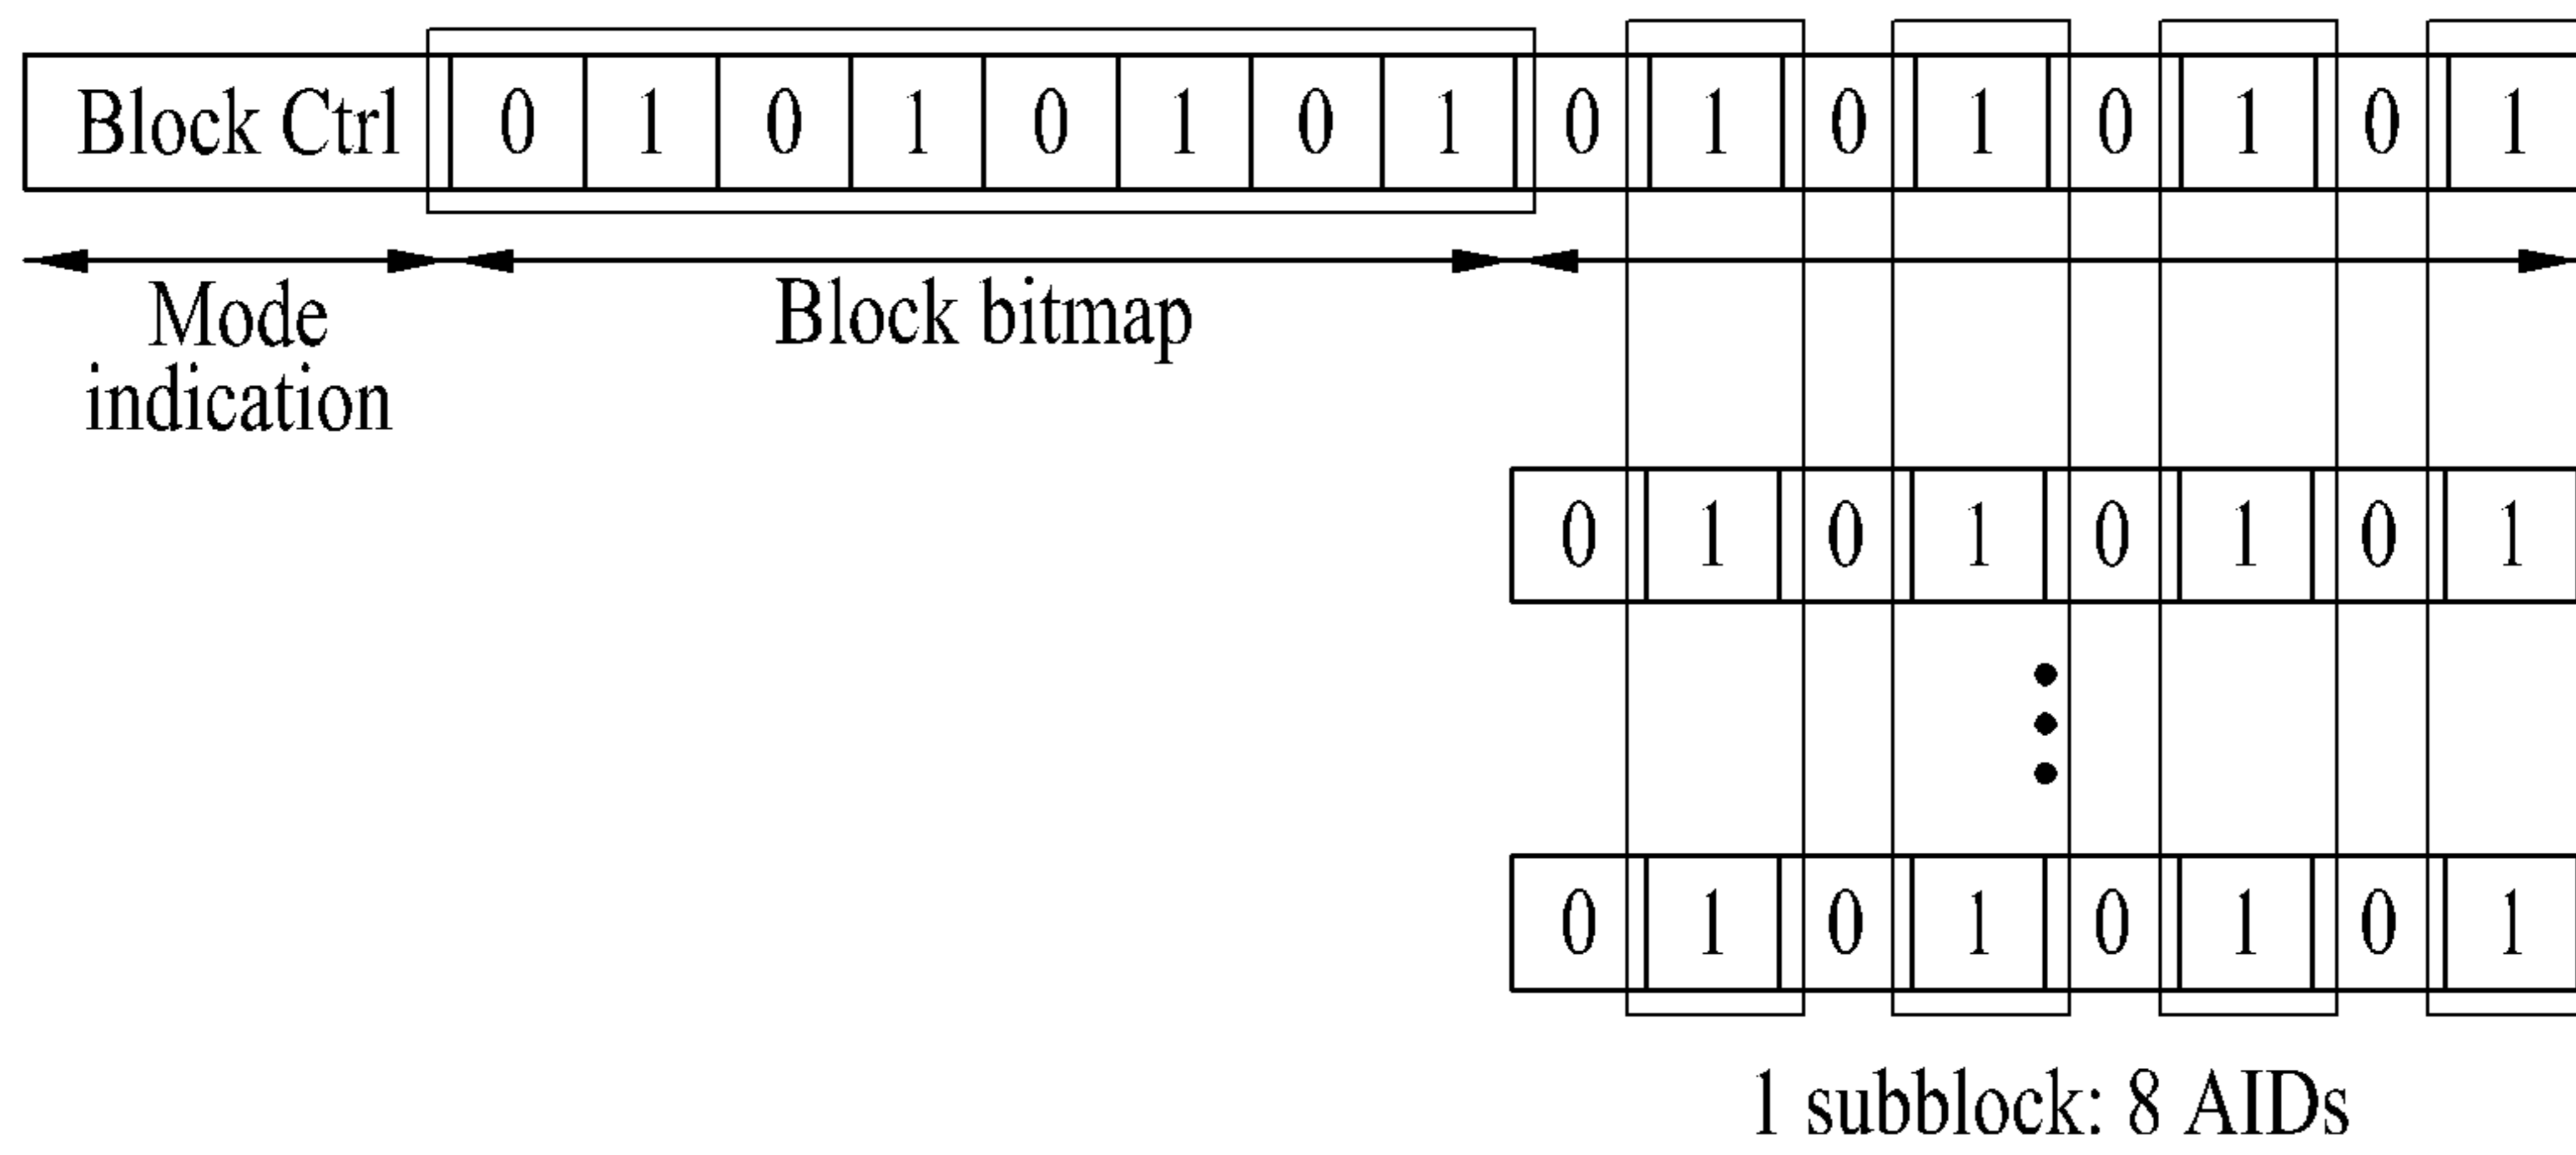 Block Ctrl 0 1 0 1 0 1 0 1 0 1 0 1 0 1 0 1
Mode
indication
Block bitmap
0 1 0 1 0 1 0 1
0 1 0 1 0 1 0 1
1 subblock: 8 AIDs